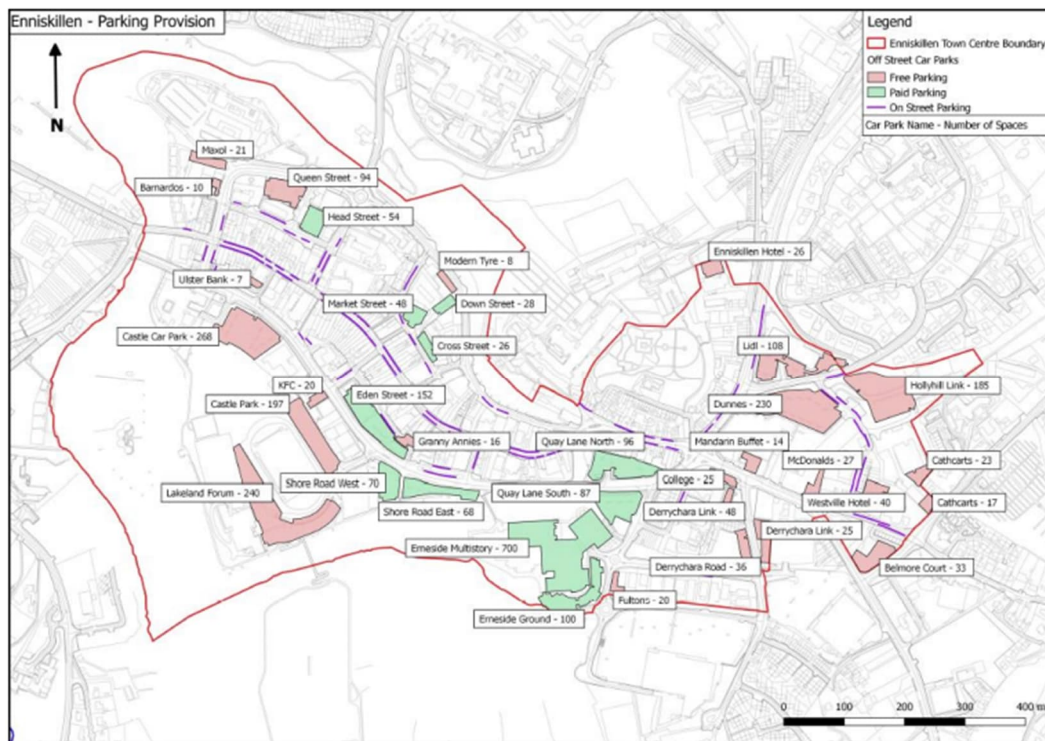 Enniskillen - Parking Provision
N
Legend
Enniskillen Town Centre Boundary
Off Street Car Parks
Free Parking
Paid Parking
On Street Parking
Car Park Name - Number of Spaces
Maxol - 21
Barnardos - 10
Queen Street - 94
Head Street - 54
Enniskillen Hotel - 26
Modern Tyre - 8
Ulster Bank - 7
Market Street - 48
Down Street - 28
Castle Car Park - 268
Cross Street - 26
Lidl - 108
KFC - 20
Eden Street - 152
Hollyhill Link - 185
Castle Park - 197
Dunnes - 230
Granny Annies - 16
Quay Lane North - 96
Mandarin Buffet - 14
McDonalds - 27
Cathcarts - 23
Shore Road West - 70
College - 25
Lakeland Forum - 240
Quay Lane South - 87
Westville Hotel - 40
Cathcarts - 17
Shore Road East - 68
Derrychara Link - 48
Derrychara Link - 25
Erneside Multistory - 700
Derrychara Road - 36
Belmore Court - 33
Fultons - 20
Erneside Ground - 100
0 100 200 300 400 m